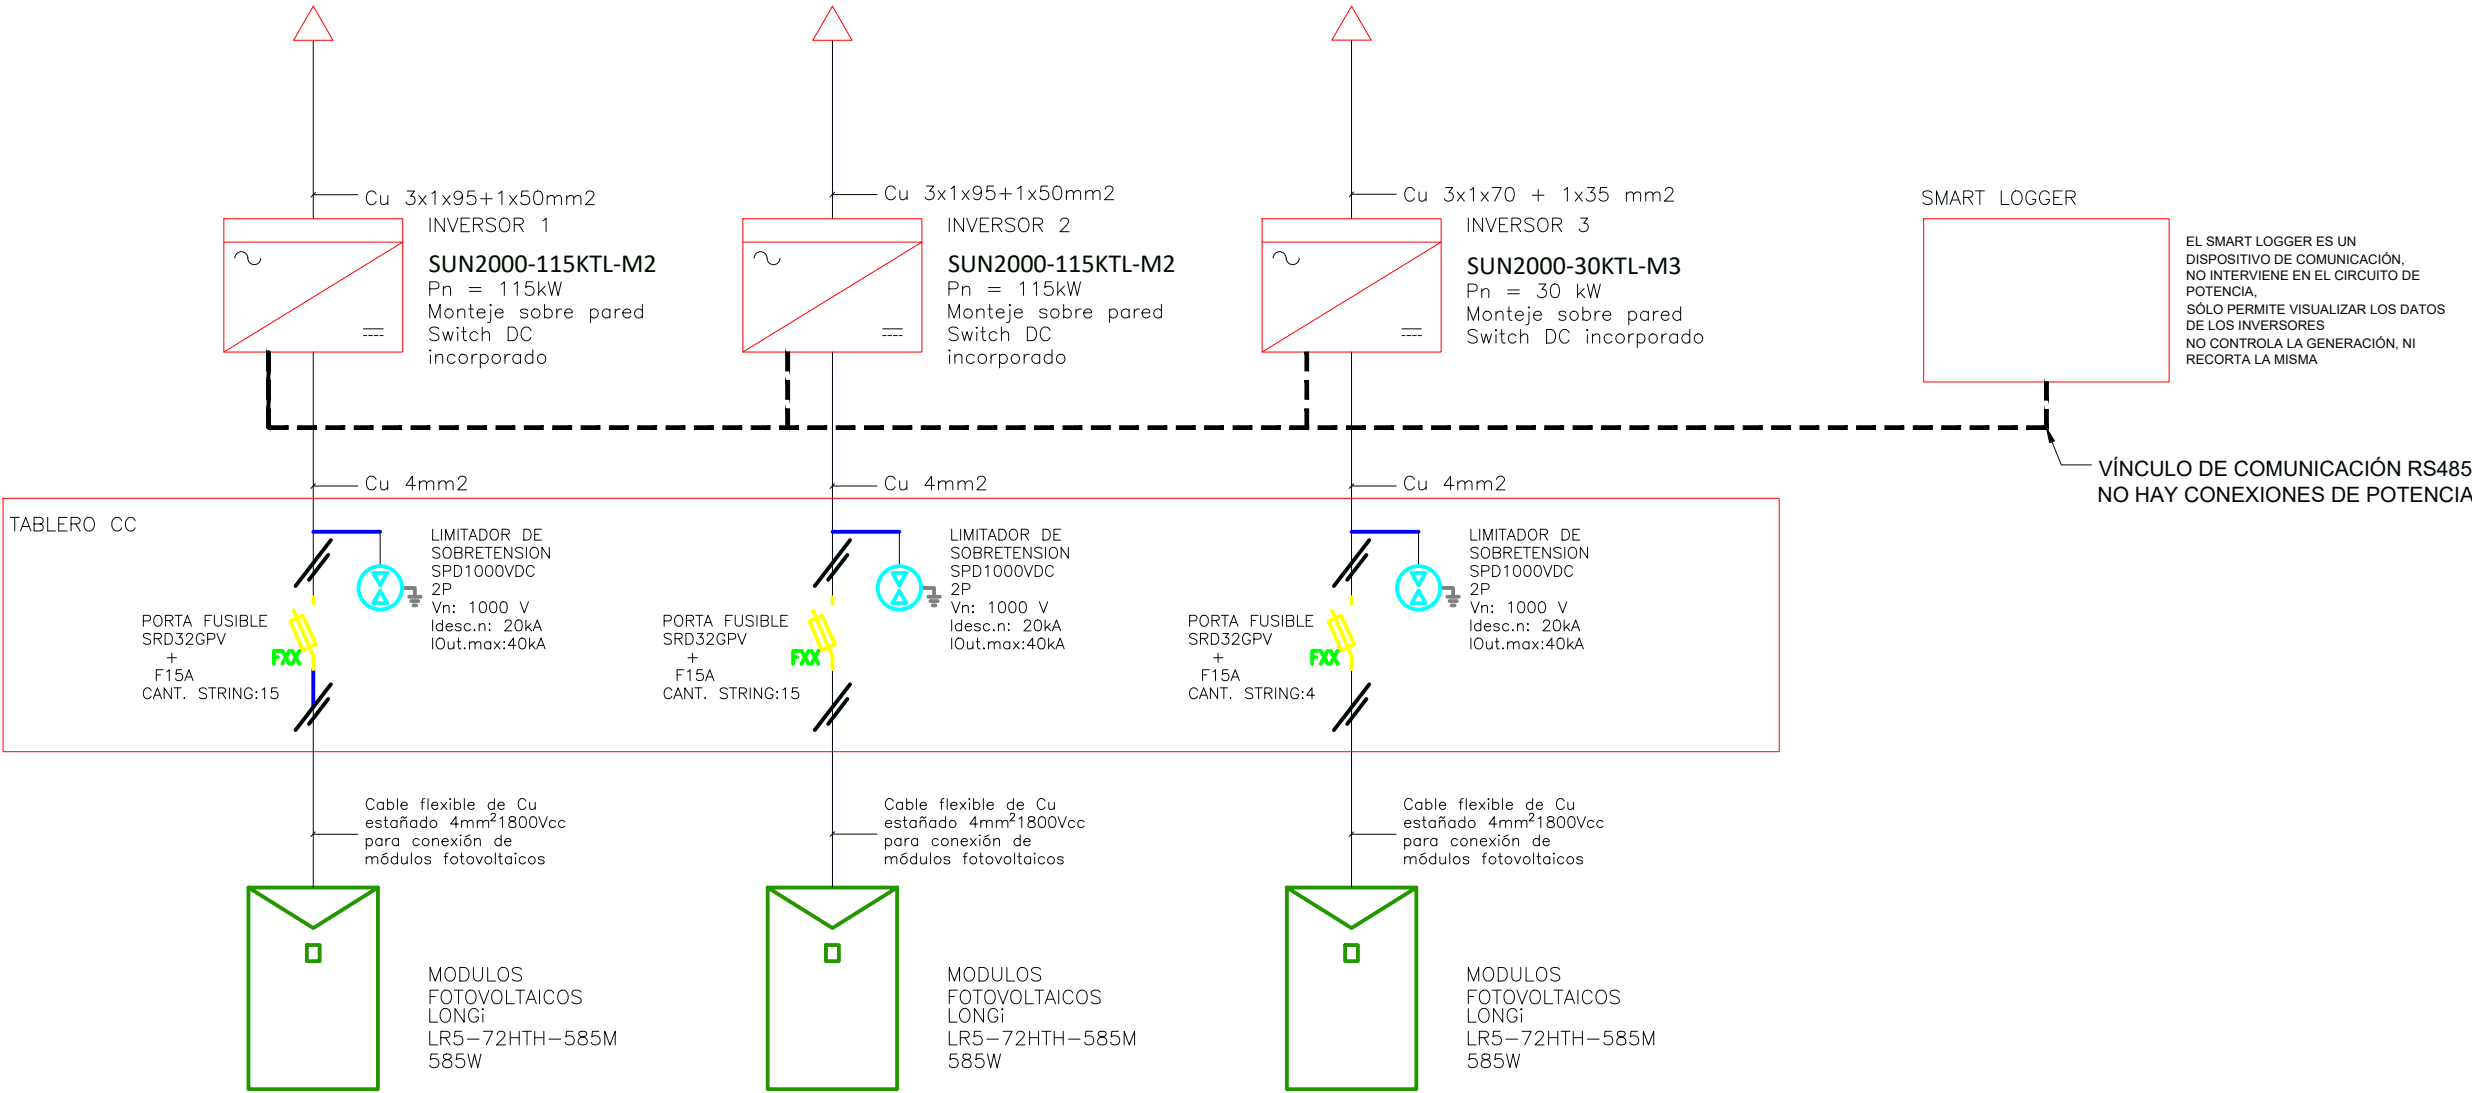 Cu 3x1x95+1x50mm2
INVERSOR 1
SUN2000-115KTL-M2
Pn = 115kW
Monteje sobre pared
Switch DC
incorporado
Cu 3x1x95+1x50mm2
INVERSOR 2
SUN2000-115KTL-M2
Pn = 115kW
Monteje sobre pared
Switch DC
incorporado
Cu 3x1x70 + 1x35 mm2
INVERSOR 3
SUN2000-30KTL-M3
Pn = 30 kW
Monteje sobre pared
Switch DC incorporado
SMART LOGGER
EL SMART LOGGER ES UN
DISPOSITIVO DE COMUNICACIÓN,
NO INTERVIENE EN EL CIRCUITO DE
POTENCIA,
SÓLO PERMITE VISUALIZAR LOS DATOS
DE LOS INVERSORES
NO CONTROLA LA GENERACIÓN, NI
RECORTA LA MISMA
VÍNCULO DE COMUNICACIÓN RS485
NO HAY CONEXIONES DE POTENCIA
Cu 4mm2
Cu 4mm2
Cu 4mm2
TABLERO CC
LIMITADOR DE
SOBRETENSION
SPD1000VDC
2P
Vn: 1000 V
Idesc.n: 20kA
IOut.max:40kA
PORTA FUSIBLE
SRD32GPV
+
F15A
CANT. STRING:15
FXX
LIMITADOR DE
SOBRETENSION
SPD1000VDC
2P
Vn: 1000 V
Idesc.n: 20kA
IOut.max:40kA
PORTA FUSIBLE
SRD32GPV
+
F15A
CANT. STRING:15
FXX
LIMITADOR DE
SOBRETENSION
SPD1000VDC
2P
Vn: 1000 V
Idesc.n: 20kA
IOut.max:40kA
PORTA FUSIBLE
SRD32GPV
+
F15A
CANT. STRING:4
FXX
Cable flexible de Cu
estañado 4mm²1800Vcc
para conexión de
módulos fotovoltaicos
Cable flexible de Cu
estañado 4mm²1800Vcc
para conexión de
módulos fotovoltaicos
Cable flexible de Cu
estañado 4mm²1800Vcc
para conexión de
módulos fotovoltaicos
MODULOS
FOTOVOLTAICOS
LONGi
LR5-72HTH-585M
585W
MODULOS
FOTOVOLTAICOS
LONGi
LR5-72HTH-585M
585W
MODULOS
FOTOVOLTAICOS
LONGi
LR5-72HTH-585M
585W